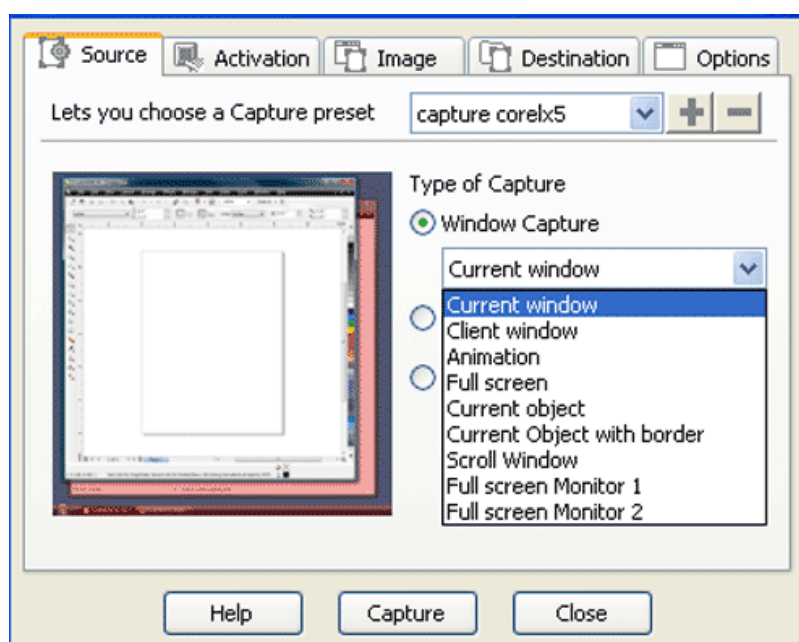 Source Activation Image Destination Options
Lets you choose a Capture preset capture corelx5
Type of Capture
Window Capture
Current window
Current window
Client window
Animation
Full screen
Current object
Current Object with border
Scroll Window
Full screen Monitor 1
Full screen Monitor 2
Help Capture Close